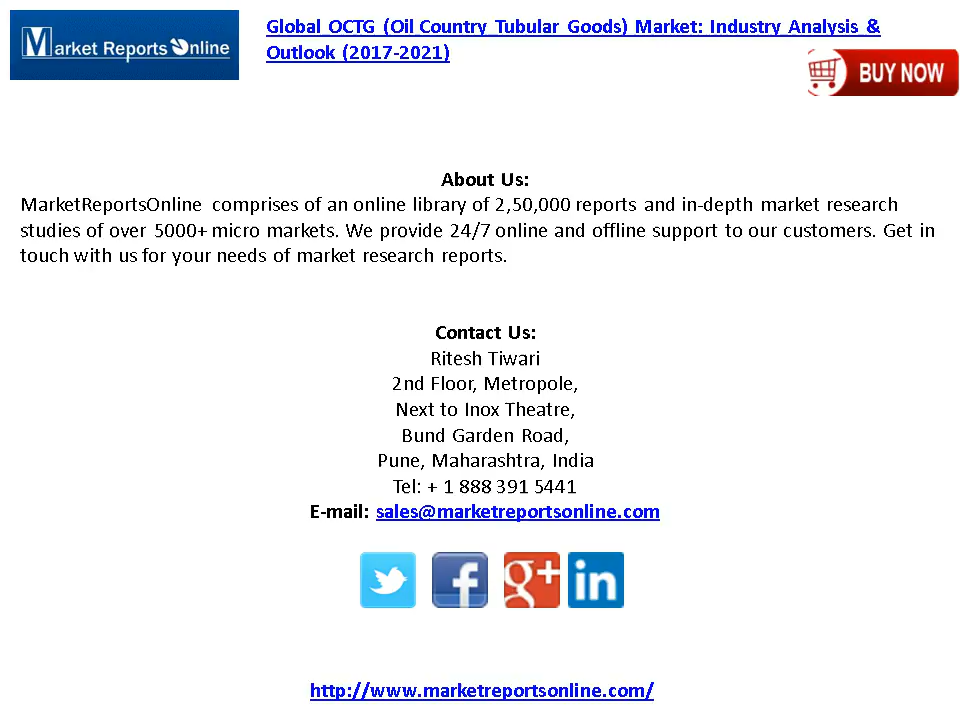 Market Reports Online
Global OCTG (Oil Country Tubular Goods) Market: Industry Analysis &
Outlook (2017-2021)
BUY NOW
About Us:
MarketReportsOnline comprises of an online library of 2,50,000 reports and in-depth market research
studies of over 5000+ micro markets. We provide 24/7 online and offline support to our customers. Get in
touch with us for your needs of market research reports.
Contact Us:
Ritesh Tiwari
2nd Floor, Metropole,
Next to Inox Theatre,
Bund Garden Road,
Pune, Maharashtra, India
Tel: + 1 888 391 5441
E-mail: sales@marketreportsonline.com
f g+ in
http://www.marketreportsonline.com/